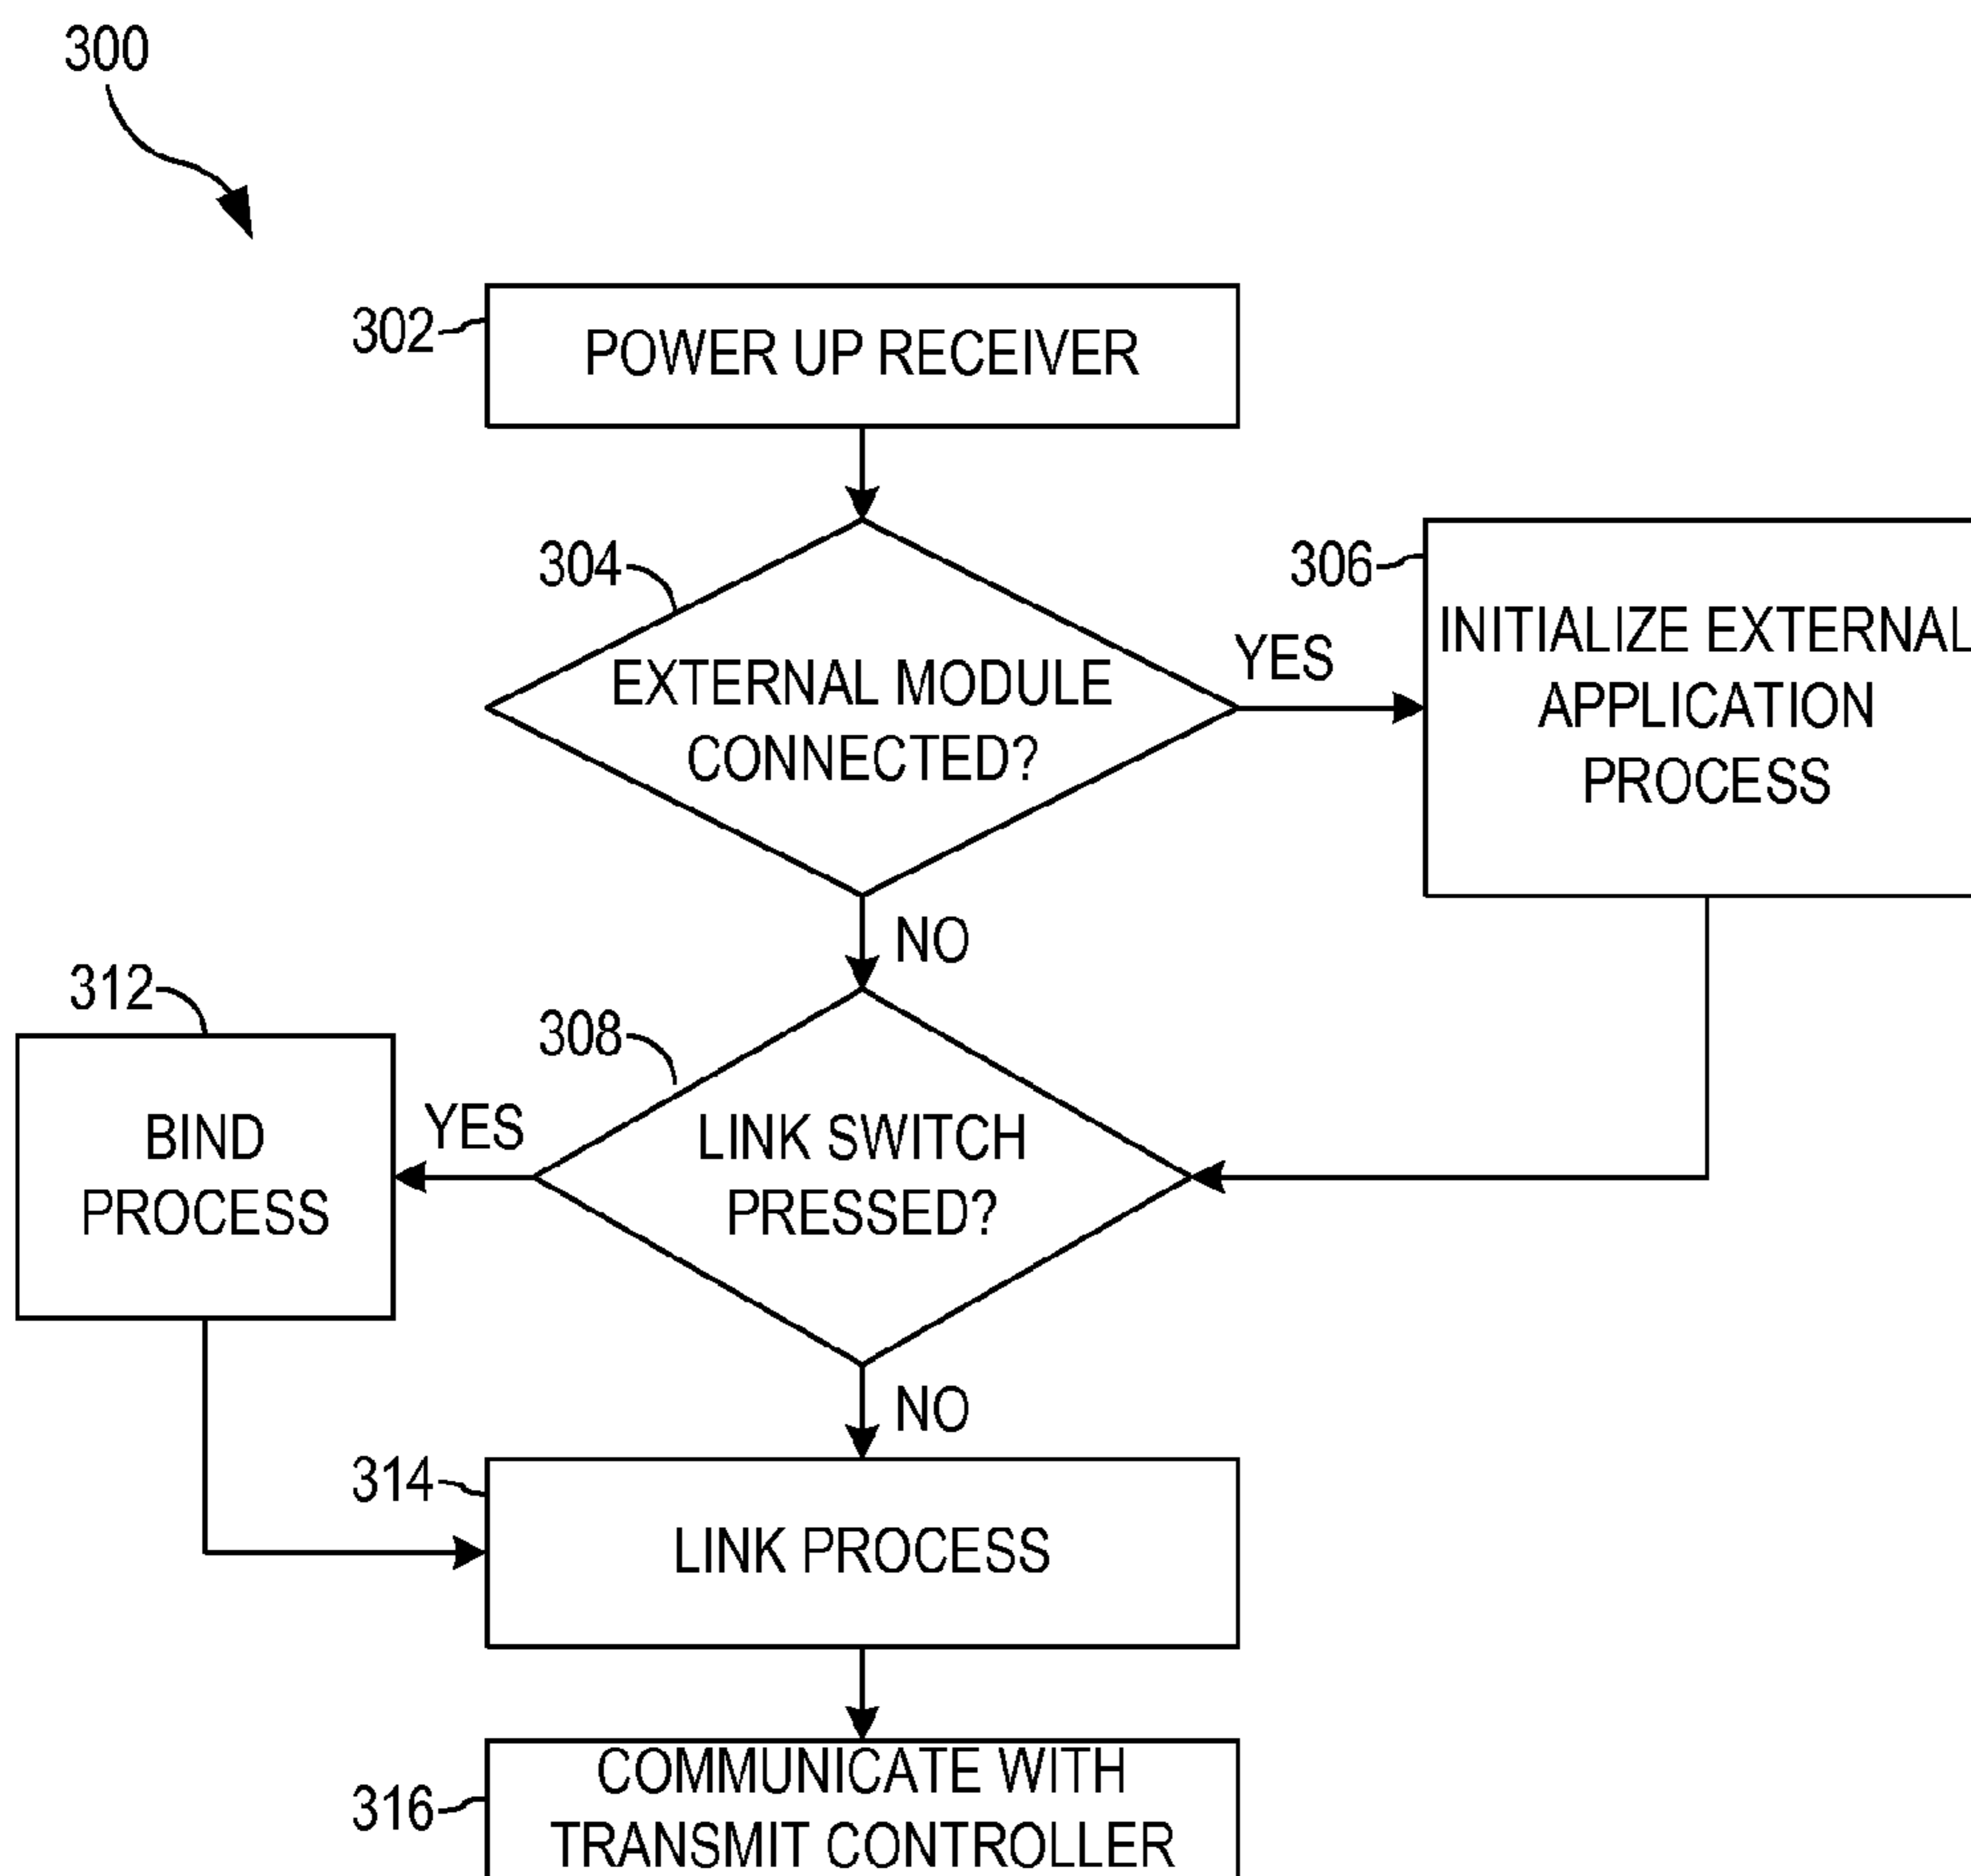 300
302
POWER UP RECEIVER
304
EXTERNAL MODULE
CONNECTED?
YES
306
INITIALIZE EXTERNAL
APPLICATION
PROCESS
NO
312
BIND
PROCESS
YES
308
LINK SWITCH
PRESSED?
NO
314
LINK PROCESS
316
COMMUNICATE WITH
TRANSMIT CONTROLLER